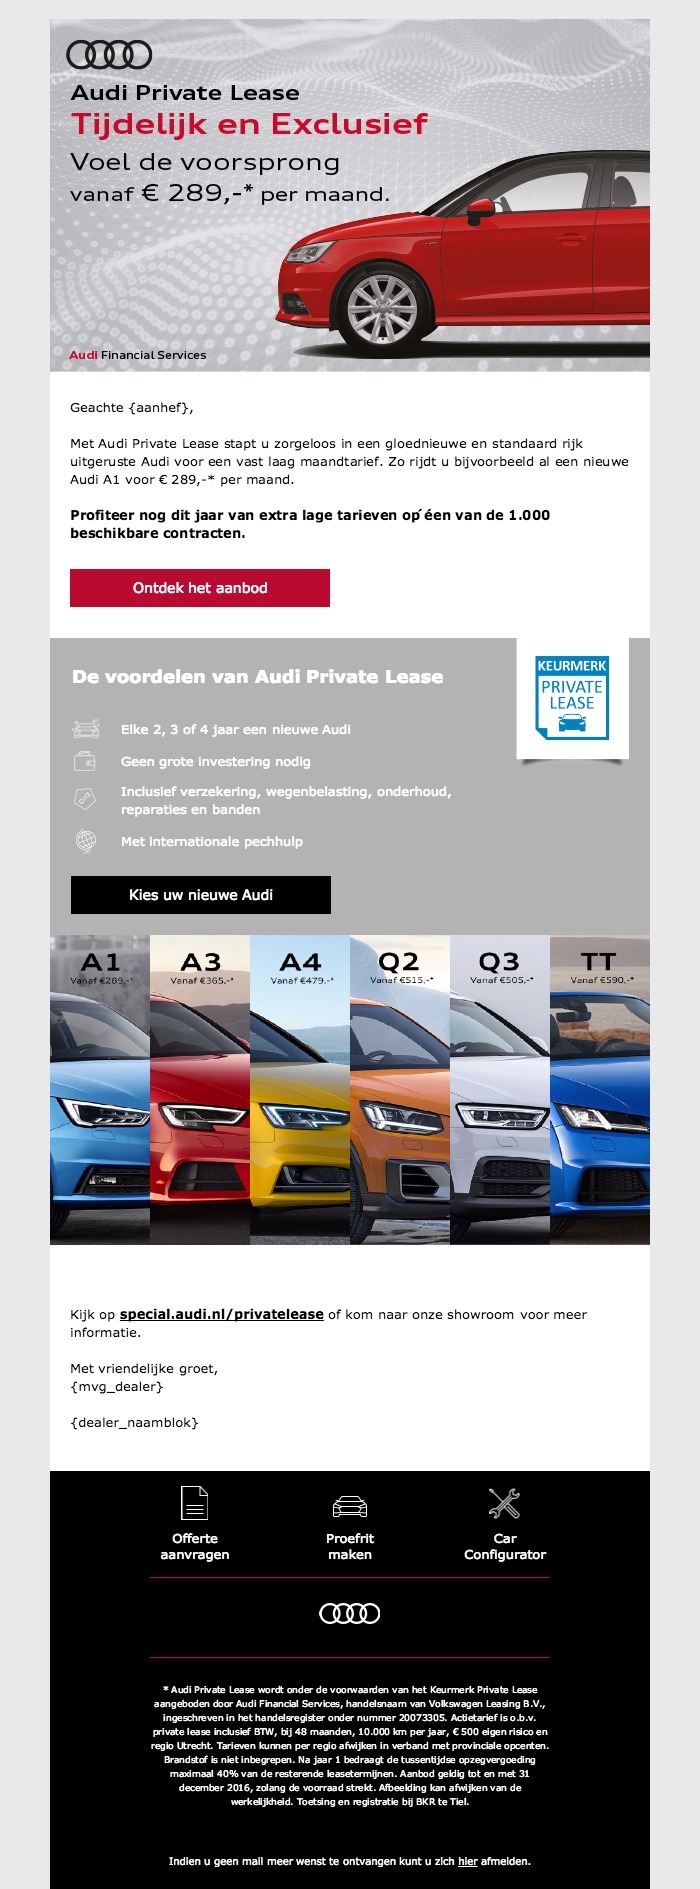 Audi Private Lease
Tijdelijk en Exclusief
Voel de voorsprong
vanaf € 289,-* per maand.
Audi Financial Services
Geachte {aanhef},
Met Audi Private Lease stapt u zorgeloos in een gloednieuwe en standaard rijk
uitgeruste Audi voor een vast laag maandtarief. Zo rijdt u bijvoorbeeld al een nieuwe
Audi A1 voor € 289,-* per maand.
Profiteer nog dit jaar van extra lage tarieven op ́één van de 1.000
beschikbare contracten.
Ontdek het aanbod
De voordelen van Audi Private Lease
KEURMERK
PRIVATE
LEASE
Elke 2, 3 of 4 jaar een nieuwe Audi
Geen grote investering nodig
Inclusief verzekering, wegenbelasting, onderhoud,
reparaties en banden
Met internationale pechhulp
Kies uw nieuwe Audi
A1 A3 A4 Q2 Q3 TT
Vanaf €289,-* Vanaf €365,-* Vanaf €479,-* Vanaf €515,-* Vanaf €505,-* Vanaf €590,-*
Kijk op special.audi.nl/privatelease of kom naar onze showroom voor meer
informatie.
Met vriendelijke groet,
{mvg_dealer}
{dealer_naamblok}
Offerte Proefrit Car
aanvragen maken Configurator
* Audi Private Lease wordt onder de voorwaarden van het Keurmerk Private Lease
aangeboden door Audi Financial Services, handelsnaam van Volkswagen Leasing B.V.,
ingeschreven in het handelsregister onder nummer 20073305. Actietarief is o.b.v.
private lease inclusief BTW, bij 48 maanden, 10.000 km per jaar, € 500 eigen risico en
regio Utrecht. Tarieven kunnen per regio afwijken in verband met provinciale opcenten.
Brandstof is niet inbegrepen. Na jaar 1 bedraagt de tussentijdse opzegvergoeding
maximaal 40% van de resterende leasetermijnen. Aanbod geldig tot en met 31
december 2016, zolang de voorraad strekt. Afbeelding kan afwijken van de
werkelijkheid. Toetsing en registratie bij BKR te Tiel.
Indien u geen mail meer wenst te ontvangen kunt u zich hier afmelden.